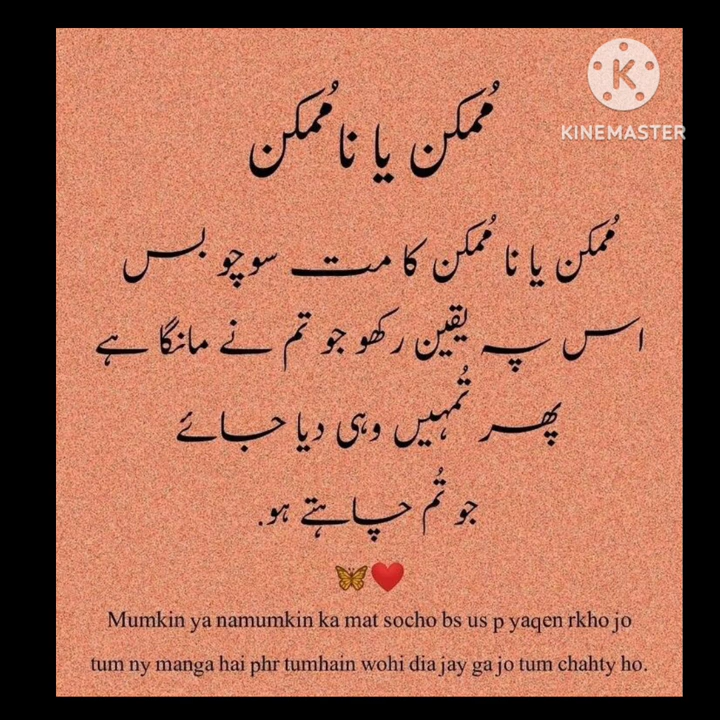 K
KINEMASTER
مُمکن یا نا مُمکن
مُمکن یا نا مُمکن کا مت سوچو بس
اس پہ یقین رکھو جو تم نے مانگا ہے
پھر تُمہیں وہی دیا جائے
جو تُم چاہتے ہو.
Mumkin ya namumkin ka mat socho bs us p yaqen rkho jo
tum ny manga hai phr tumhain wohi dia jay ga jo tum chahty ho.